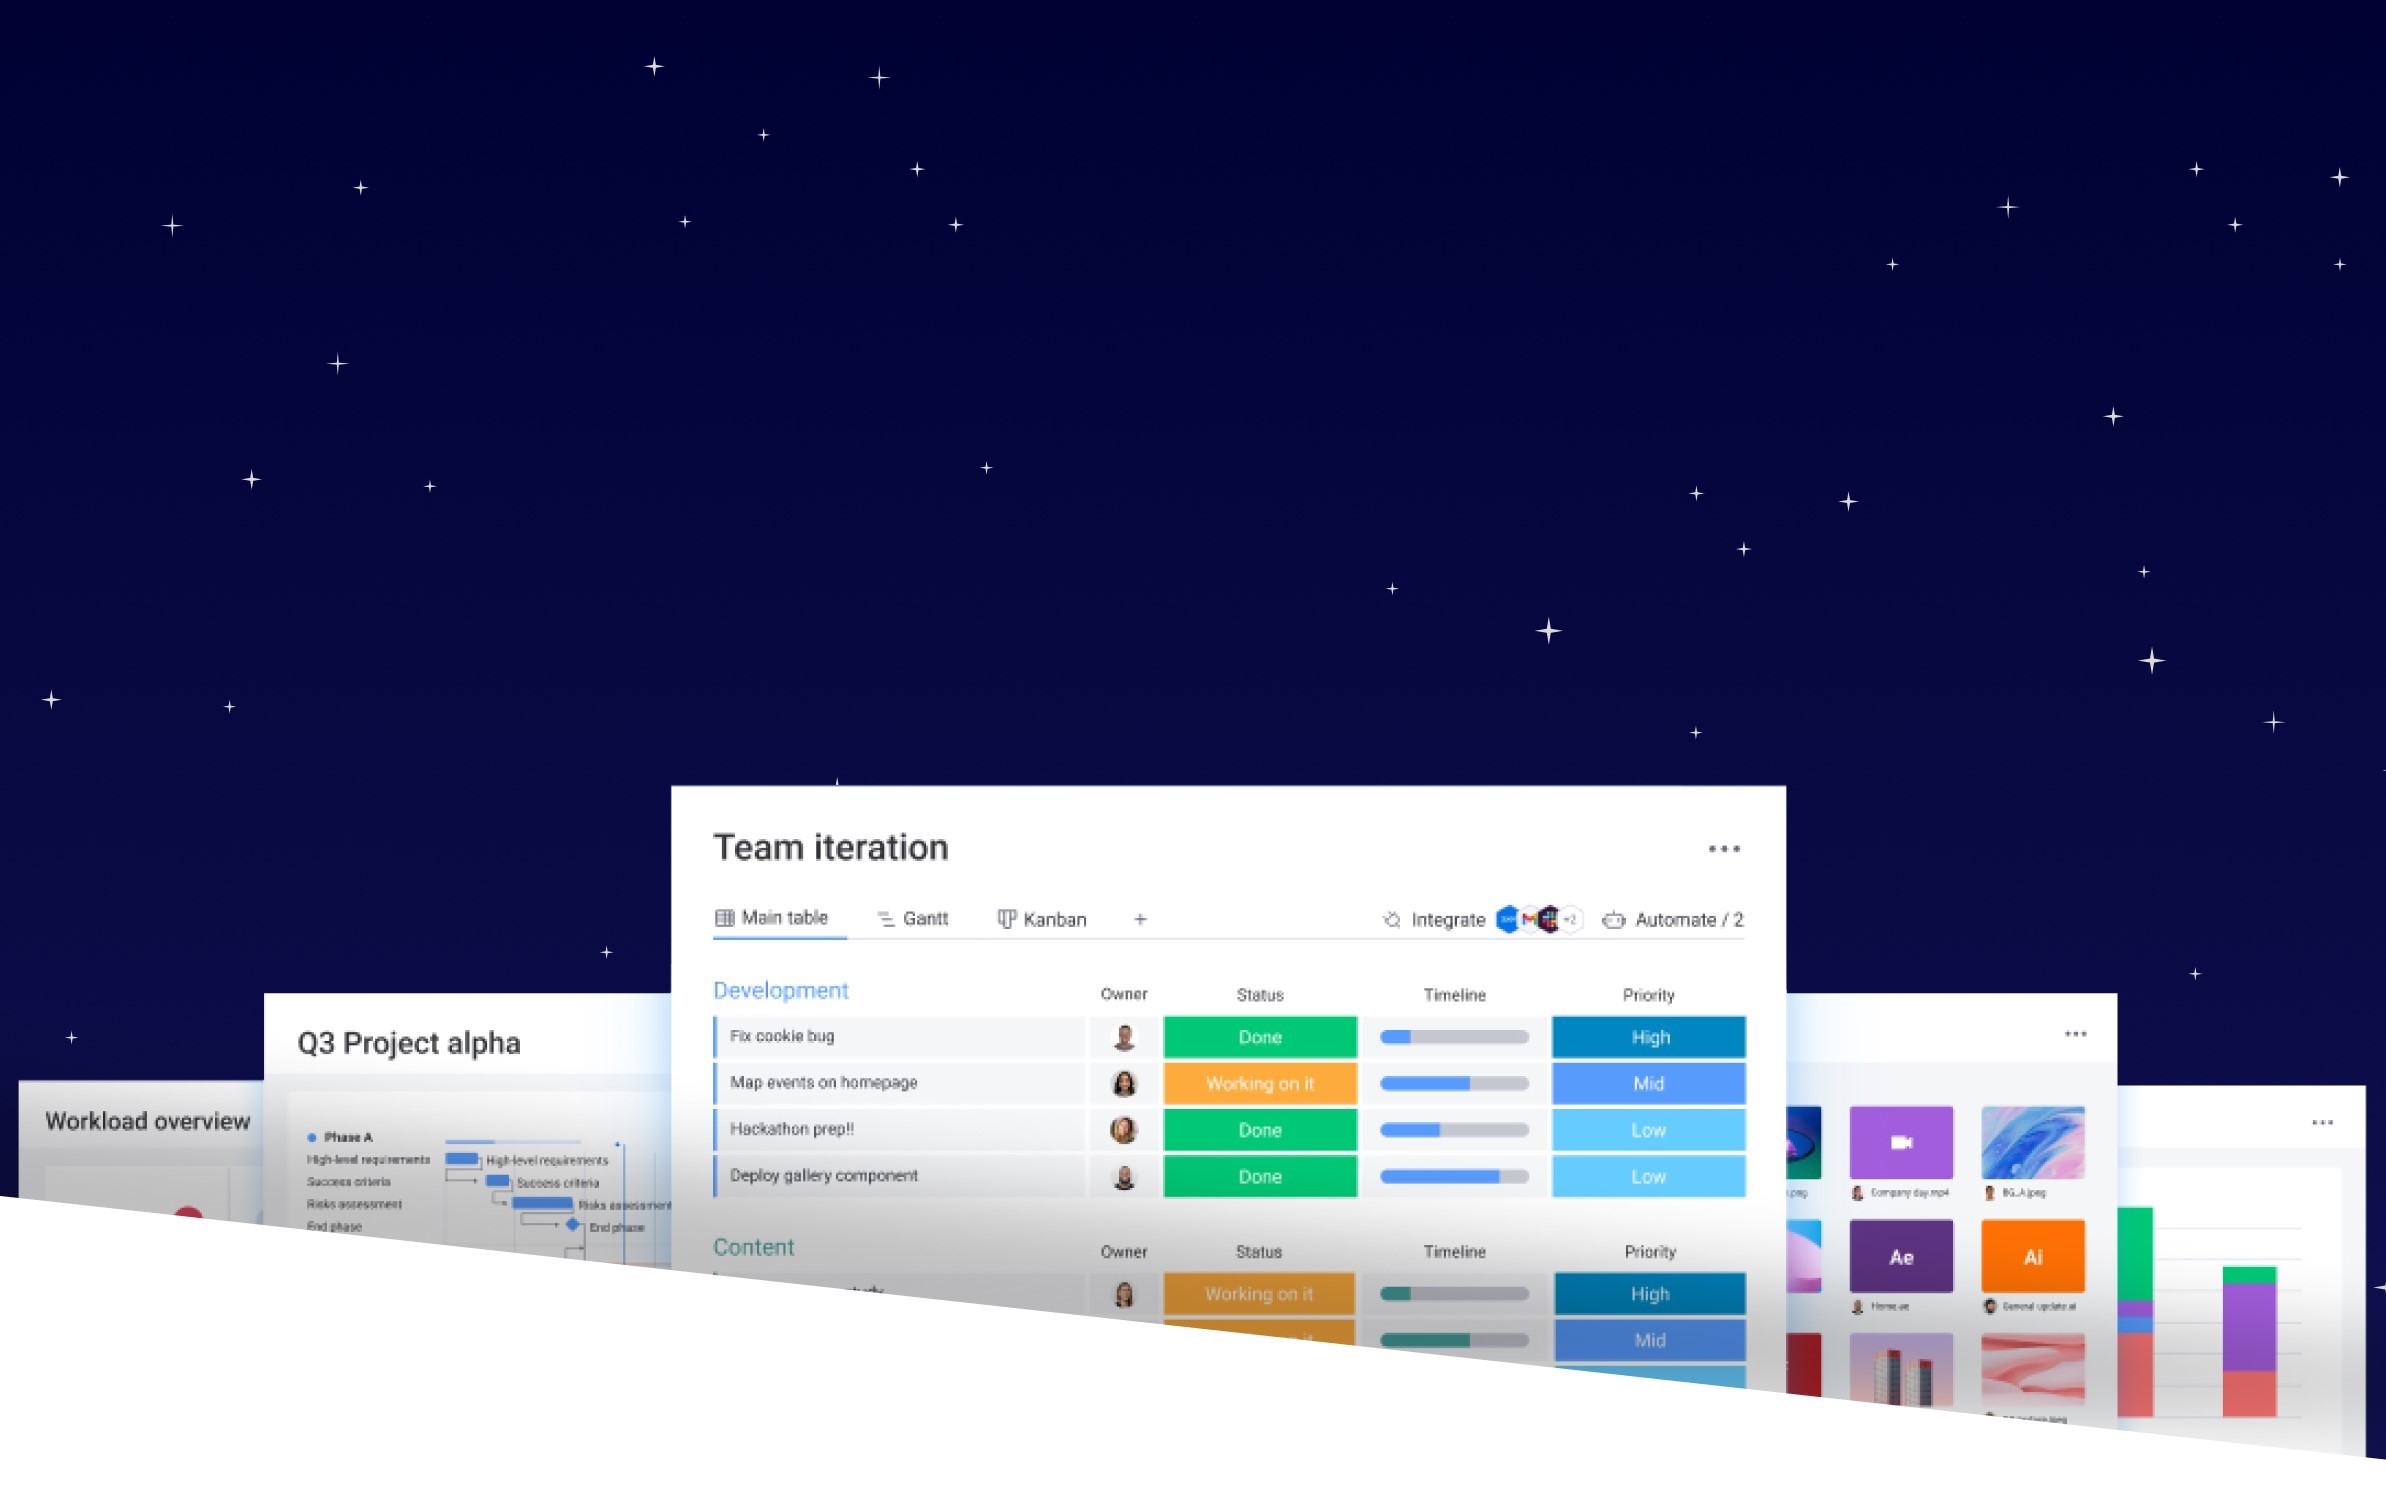 Team iteration
Main table Gantt Kanban + Integrate +2 Automate / 2
Development Owner Status Timeline Priority
Fix cookie bug Done High
Map events on homepage Working on it Mid
Hackathon prep!! Done Low
Deploy gallery component Done Low
Content Owner Status Timeline Priority
Working on it High
Mid
Q3 Project alpha
Phase A
High-level requirements High-level requirements
Success criteria Success criteria
Risks assessment Risks assessment
End phase End phase
Workload overview
.png Company day.mp4 BG_A.jpeg
Ae Ai
Home.ae General update.ai